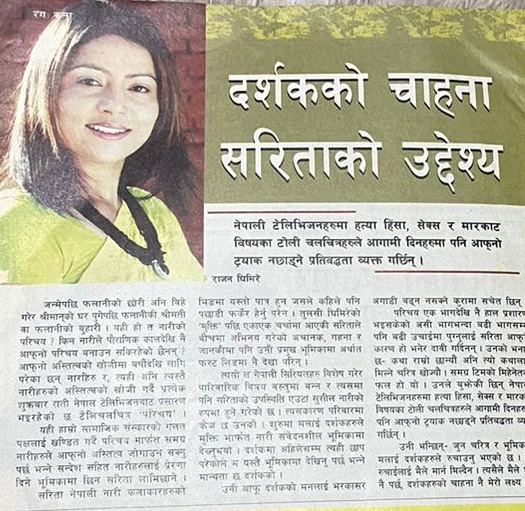 रंग कला
दर्शकको चाहना
सरिताको उद्देश्य
नेपाली टेलिभिजनहरुमा हत्या हिंसा, सेक्स र मारकाट
विषयका टोली चलचित्रहरुले आगामी दिनहरुमा पनि आफ्नो
ट्रयाक नछाड्ने प्रतिवद्धता व्यक्त गर्छिन् ।
राजन घिमिरे
जन्मेपछि फलानीको छोरी अनि विहे
गरेर श्रीमान्को घर पुगेपछि फलानीकी श्रीमती
वा फलानोकी बुहारी । यही हो त नारीको
परिचय ? किन नारीले पौराणिक कालदेखि नै
आफ्नो परिचय बनाउन सकिरहेको छैनन् ?
आफ्नो अस्तित्वको खोजीमा वर्षौंदेखि लागि
परेका छन् नारीहरु र, त्यही अनि त्यस्तै
नारीहरुको अस्तित्वको खोजी गर्दै प्रत्येक
शुक्रबार राती नेपाल टेलिभिजनबाट प्रसारण
भइरहेको छ टेलिचलचित्र 'परिचय' ।
यही हाम्रो सामाजिक संस्कारको गलत
पक्षलाई खण्डित गर्दै परिचय मार्फत समग्र
नारीहरुले आफ्नो अस्तित्व जोगाउन सक्नु
पर्छ भन्ने सन्देश सहित नारीहरुलाई प्रेरणा
दिने भूमिकामा छिन सरिता लामिछाने ।
सरिता नेपाली नारी कलाकारहरुको
भिडमा यस्तो पात्र हुन जसले कहिले पनि
पछाडी फर्केर हेर्नु परेन । तुलसी घिमिरेको
'मुक्ति' पछि एकाएक चर्चामा आएकी सरिताले
बीचमा अभिनय गरेको अचानक, गहना र
जानकीमा पनि उनी प्रमुख भूमिकामा अर्थात
फस्ट लिडमा नै देखा परिन् ।
त्यसो त नेपाली सिरियलहरु विशेष गरेर
पारिवारिक विषय वस्तुमा बन्न र त्यसमा
पनि सरिताको उपस्थिति एउटा सुशील नारीको
रुपमा हुने गरेको छ । त्यसकारण परिवारमा
क्रेज छ उनको । शुरुमा मलाई दर्शकहरुले
मुक्ति मार्फत नारी संवेदनशील भूमिकामा
देख्नुभयो । दर्शकमा अहिलेसम्म त्यही छाप
परेकोले म यस्तै भूमिकामा देखिनु पर्छ भन्ने
मान्यता छ दर्शकको ।
उनी आफू दर्शकको मनलाई भरकासर
अगाडी बढ्न नसक्ने कुरामा सचेत छिन्
परिचय एक भागदेखि नै हाल प्रशारण
भइसकेको असी भागभन्दा बढी भागसम्म
पनि बढी उचाईमा पुग्नलाई सरिता आफू
कारण हो भनेर दावी गर्दिनन् । उनको भना
छ- कथा राम्रो छान्यौं अनि त्यो कथाला
मिल्ने चरित्र खोज्यौं । समग्र टिमको मिहेनेत
फल हो यो । उनले चुकेकी छिन् नेपाल
टेलिभिजनहरुमा हत्या हिंसा, सेक्स र मारका
विषयका टोली चलचित्रहरुले आगामी दिनहरु
पनि आफ्नो ट्रयाक नछाड्ने प्रतिवद्धता व्य
गर्छिन् ।
उनी भन्छिन्- जुन चरित्र र भूमिक
मलाई दर्शकहरुले रुचाउनु भएको छ ।
रुचाईलाई मैले मार्न मिल्दैन । त्यसैले मैले प
नै पर्छ, दर्शकहरुको चाहना नै मेरो लक्ष्य